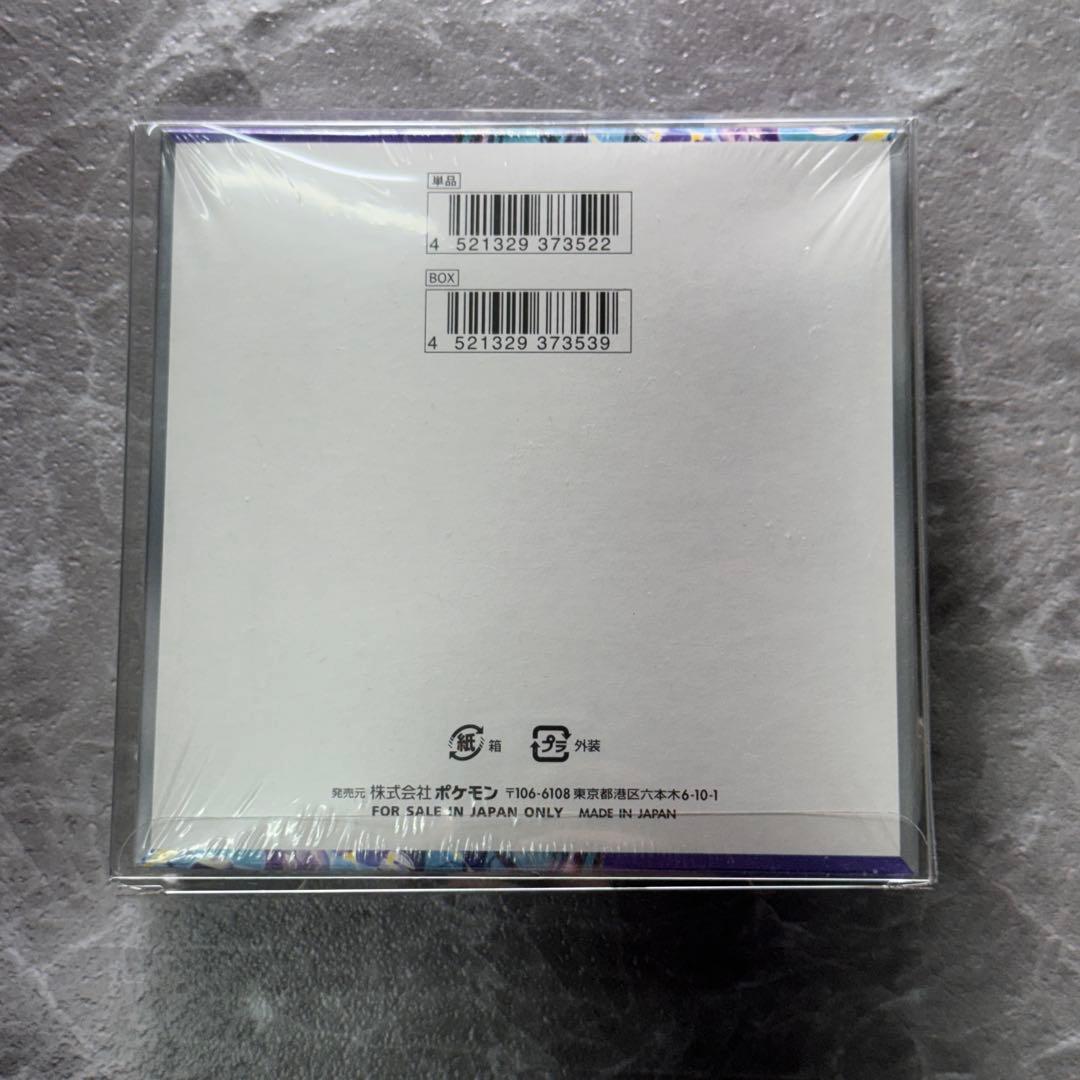 単品
4 521329 373522
BOX
4 521329 373539
紙 箱 プラ 外装
発売元 株式会社 ポケモン 〒106-6108 東京都港区六本木6-10-1
FOR SALE IN JAPAN ONLY MADE IN JAPAN